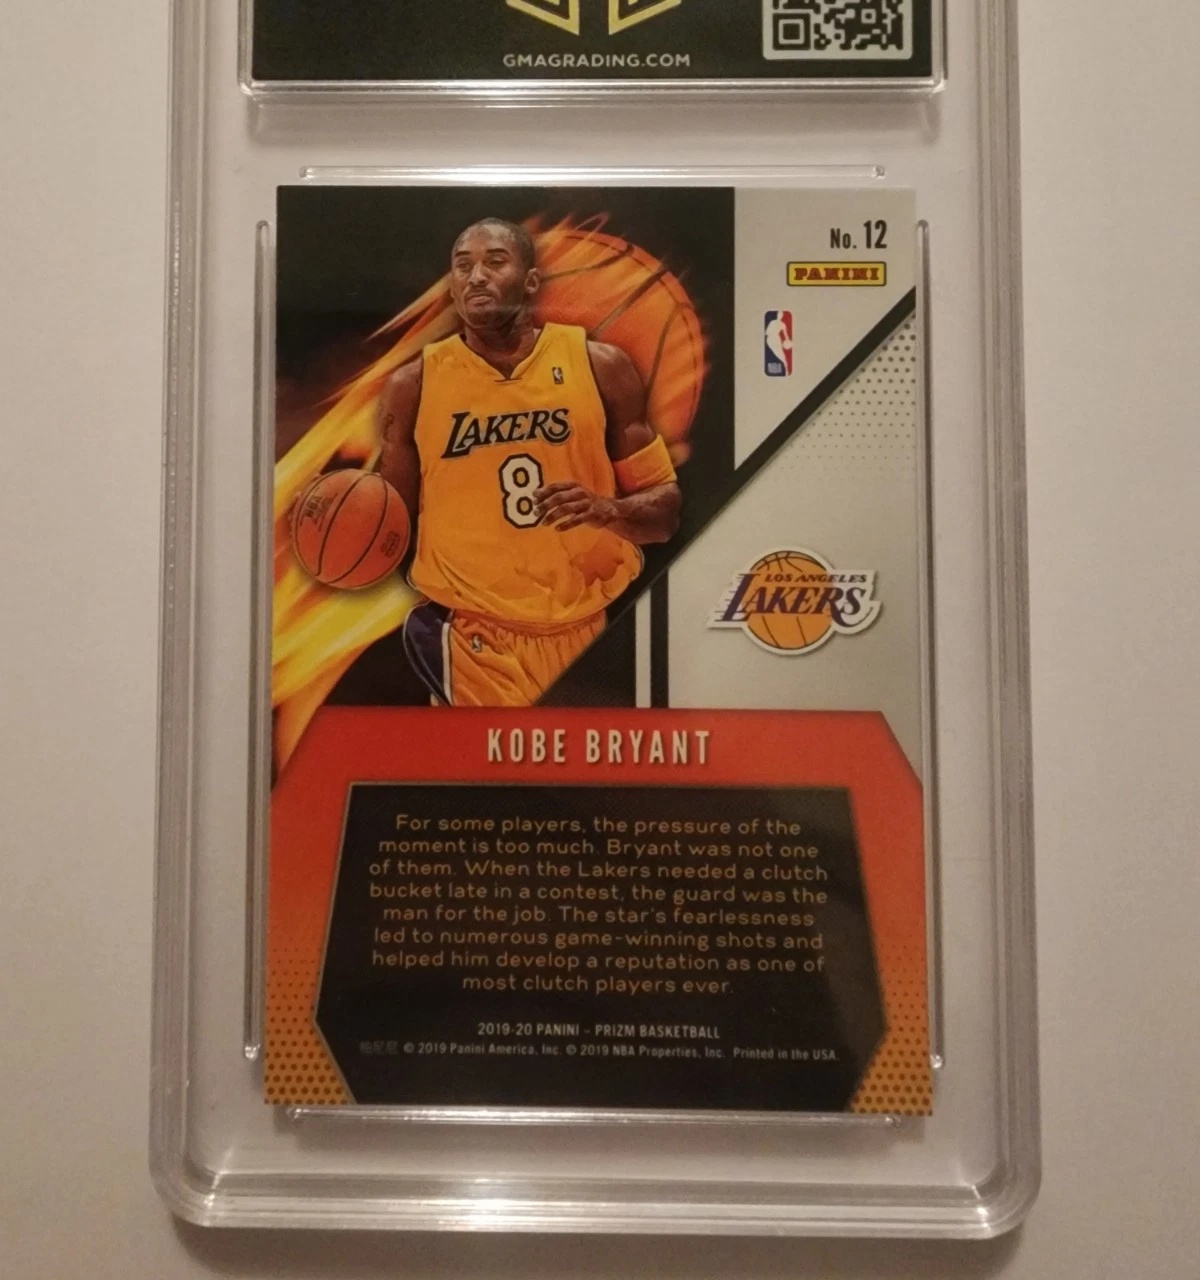 GMAGRADING.COM
No. 12
PANINI
NBA
LAKERS
8
LOS ANGELES
LAKERS
KOBE BRYANT
For some players, the pressure of the
moment is too much. Bryant was not one
of them. When the Lakers needed a clutch
bucket late in a contest, the guard was the
man for the job. The star's fearlessness
led to numerous game-winning shots and
helped him develop a reputation as one of
most clutch players ever.
2019-20 PANINI - PRIZM BASKETBALL
© 2019 Panini America, Inc. © 2019 NBA Properties, Inc. Printed in the USA.